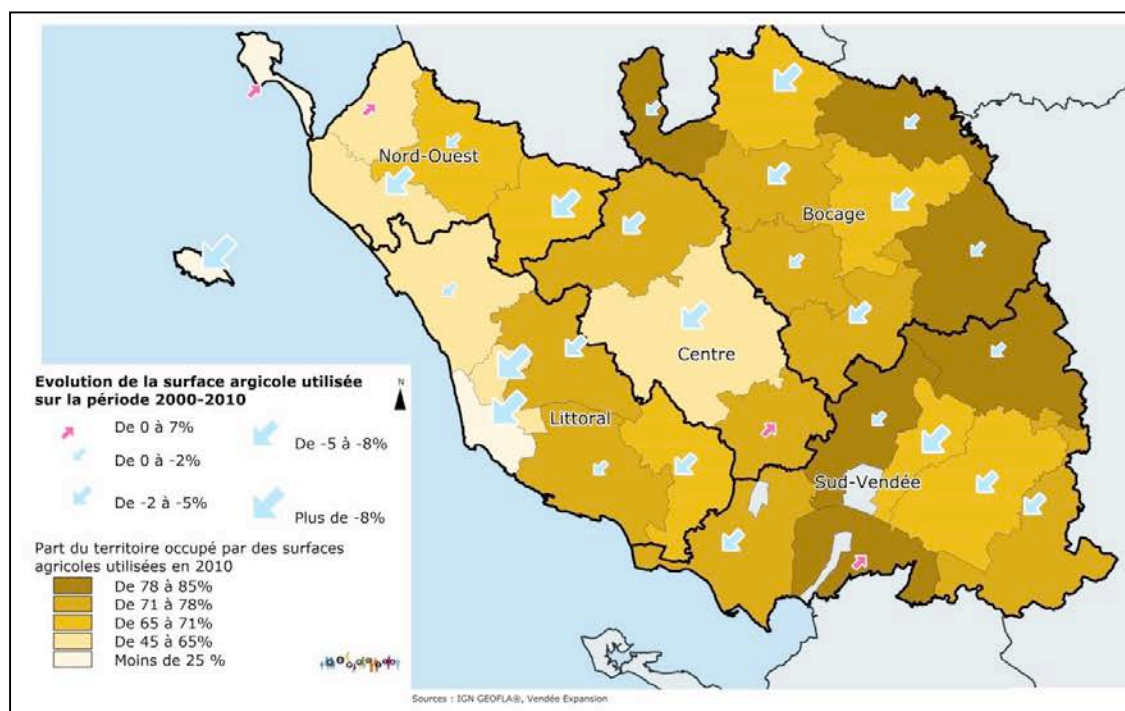 Nord-Ouest
Bocage
Centre
Littoral
Sud-Vendée
Evolution de la surface argicole utilisée
sur la période 2000-2010
N
De 0 à 7%
De 0 à -2%
De -2 à -5%
De -5 à -8%
Plus de -8%
Part du territoire occupé par des surfaces
agricoles utilisées en 2010
De 78 à 85%
De 71 à 78%
De 65 à 71%
De 45 à 65%
Moins de 25 %
Sources : IGN GEOFLA®, Vendée Expansion